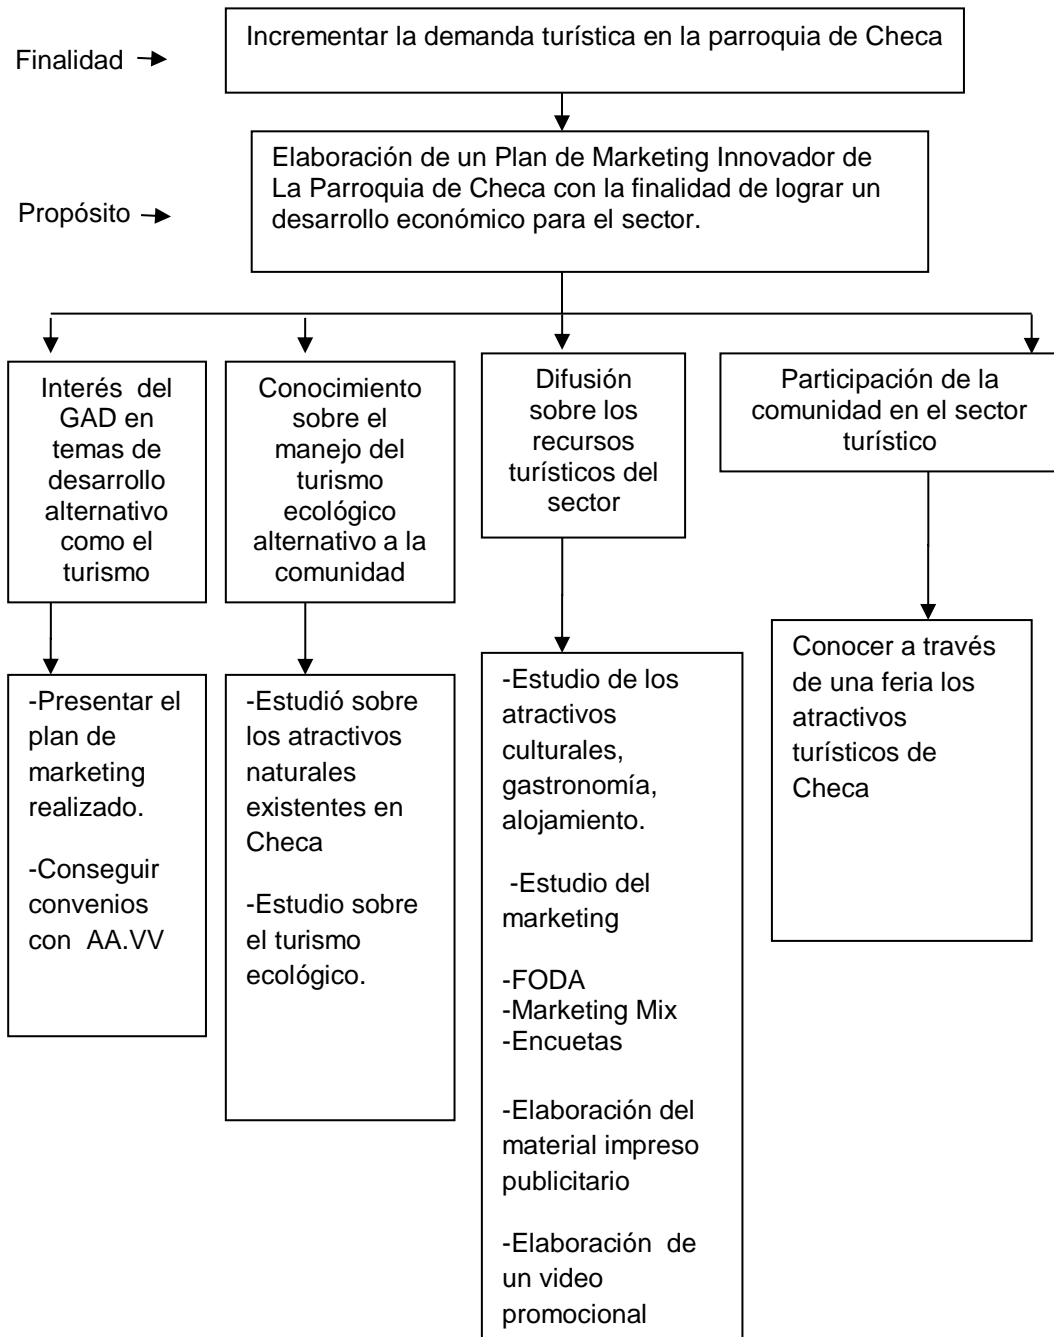 Finalidad
Incrementar la demanda turística en la parroquia de Checa
Propósito
Elaboración de un Plan de Marketing Innovador de
La Parroquia de Checa con la finalidad de lograr un
desarrollo económico para el sector.
Interés del
GAD en
temas de
desarrollo
alternativo
como el
turismo
Conocimiento
sobre el
manejo del
turismo
ecológico
alternativo a la
comunidad
Difusión
sobre los
recursos
turísticos del
sector
Participación de la
comunidad en el sector
turístico
-Presentar el
plan de
marketing
realizado.
-Conseguir
convenios
con AA.VV
-Estudió sobre
los atractivos
naturales
existentes en
Checa
-Estudio sobre
el turismo
ecológico.
-Estudio de los
atractivos
culturales,
gastronomía,
alojamiento.
-Estudio del
marketing
-FODA
-Marketing Mix
-Encuetas
-Elaboración del
material impreso
publicitario
-Elaboración de
un video
promocional
Conocer a través
de una feria los
atractivos
turísticos de
Checa